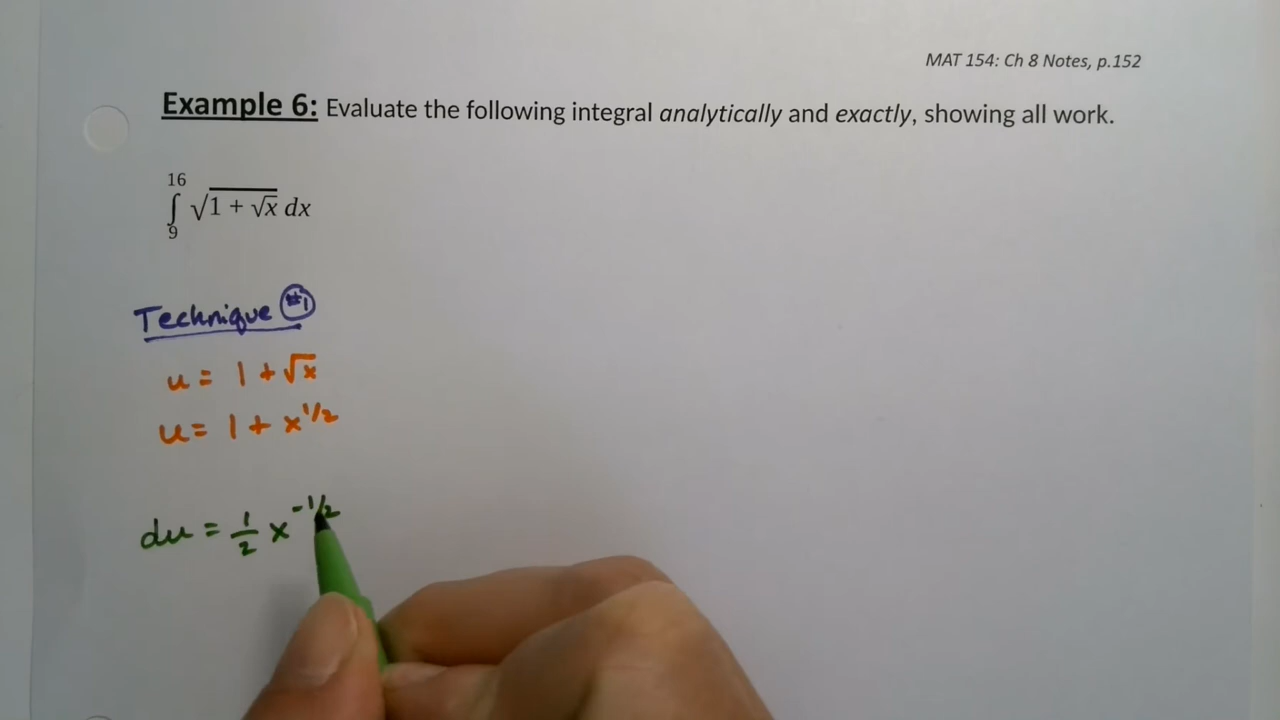 MAT 154: Ch 8 Notes, p.152
Example 6: Evaluate the following integral analytically and exactly, showing all work.
16
∫ √1 + √x dx
9
Technique #1
u = 1 + √x
u = 1 + x^1/2
du = 1/2 x^-1/2